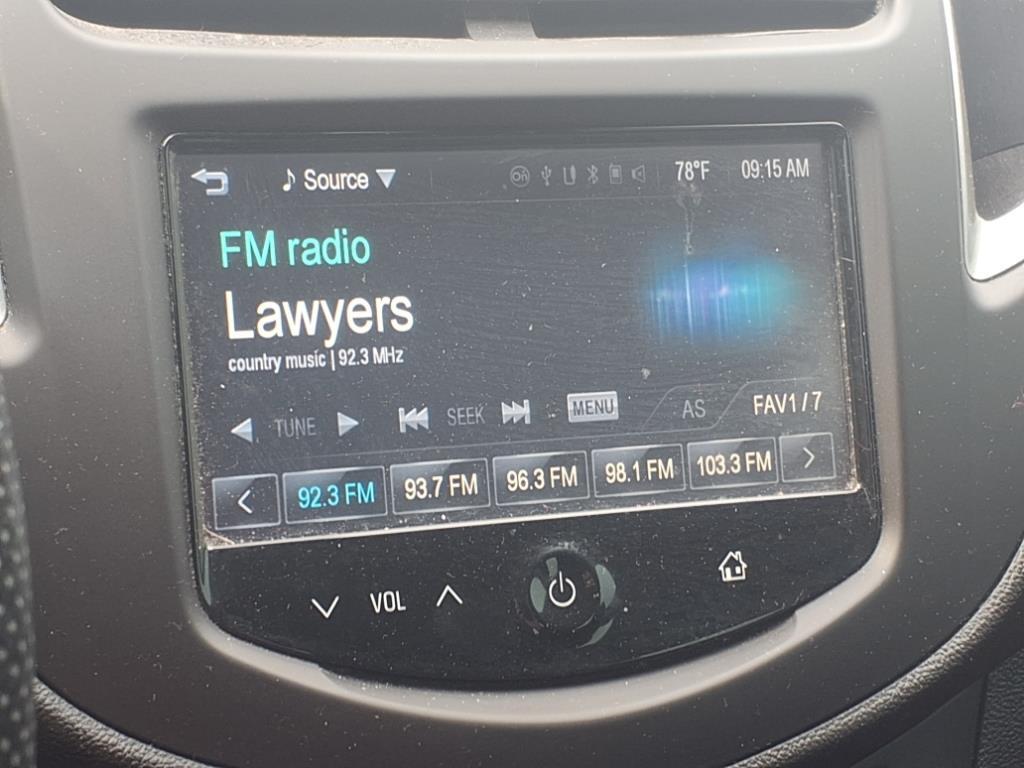 Source 78°F 09:15 AM
FM radio
Lawyers
country music | 92.3 MHz
TUNE SEEK MENU AS FAV1 / 7
92.3 FM 93.7 FM 96.3 FM 98.1 FM 103.3 FM
VOL